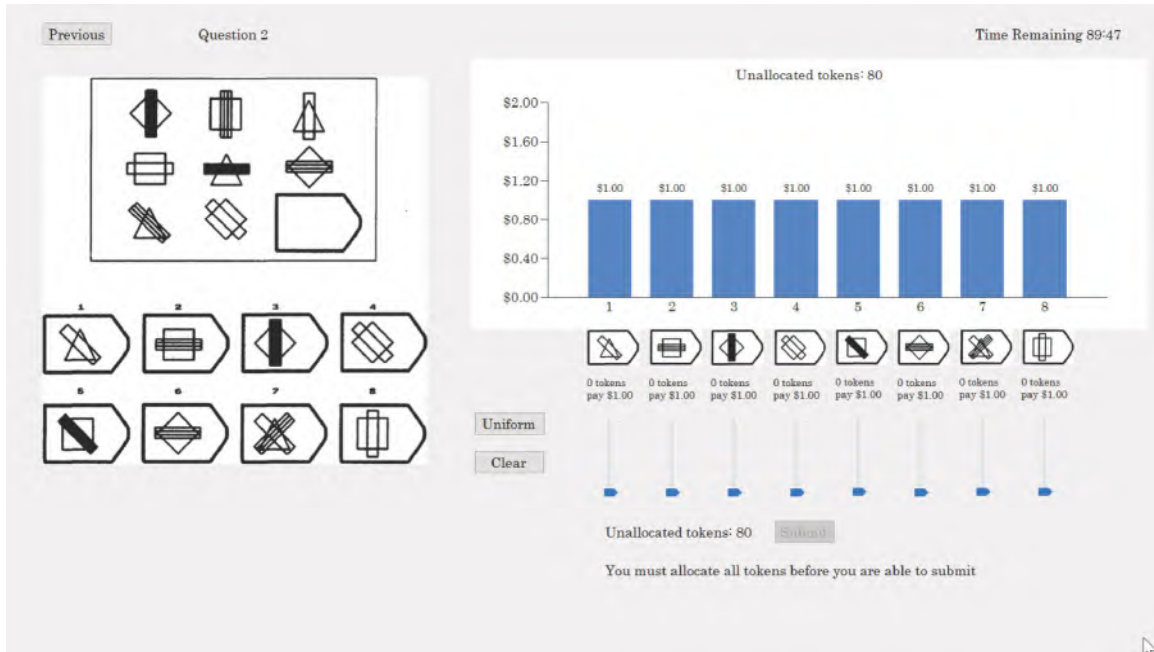 Previous
Question 2
Time Remaining 89:47
Unallocated tokens: 80
$2.00
$1.60
$1.20
$0.80
$0.40
$0.00
$1.00 $1.00 $1.00 $1.00 $1.00 $1.00 $1.00 $1.00
1 2 3 4 5 6 7 8
1 2 3 4
5 6 7 8
0 tokens 0 tokens 0 tokens 0 tokens 0 tokens 0 tokens 0 tokens 0 tokens
pay $1.00 pay $1.00 pay $1.00 pay $1.00 pay $1.00 pay $1.00 pay $1.00 pay $1.00
Uniform
Clear
Unallocated tokens: 80
Submit
You must allocate all tokens before you are able to submit